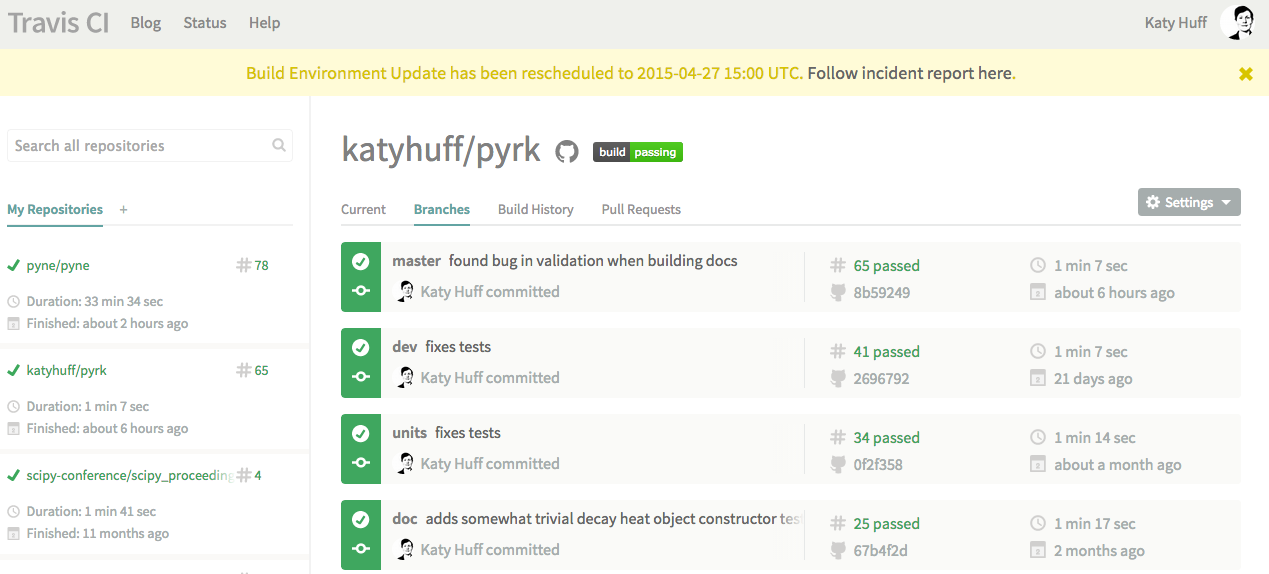 Travis CI Blog Status Help Katy Huff
Build Environment Update has been rescheduled to 2015-04-27 15:00 UTC. Follow incident report here.
Search all repositories
My Repositories +
pyne/pyne # 78
Duration: 33 min 34 sec
Finished: about 2 hours ago
katyhuff/pyrk # 65
Duration: 1 min 7 sec
Finished: about 6 hours ago
scipy-conference/scipy_proceeding # 4
Duration: 1 min 41 sec
Finished: 11 months ago
katyhuff/pyrk build passing
Current Branches Build History Pull Requests Settings
master found bug in validation when building docs # 65 passed 1 min 7 sec
Katy Huff committed 8b59249 about 6 hours ago
dev fixes tests # 41 passed 1 min 7 sec
Katy Huff committed 2696792 21 days ago
units fixes tests # 34 passed 1 min 14 sec
Katy Huff committed 0f2f358 about a month ago
doc adds somewhat trivial decay heat object constructor tes # 25 passed 1 min 17 sec
Katy Huff committed 67b4f2d 2 months ago